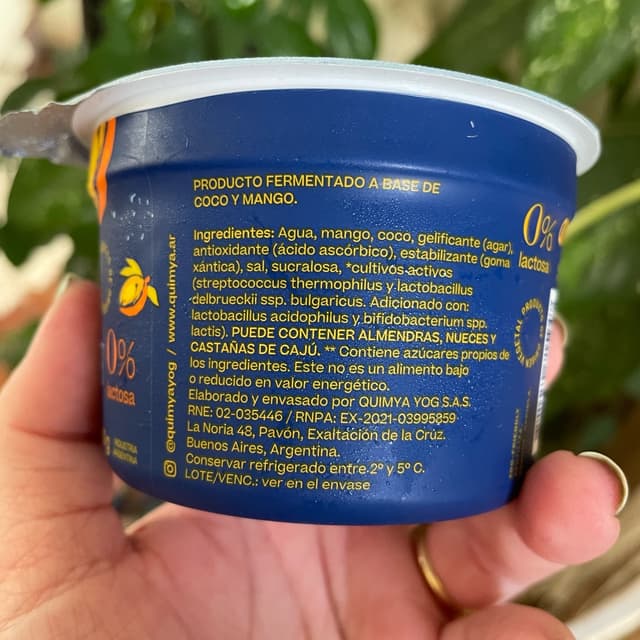 PRODUCTO FERMENTADO A BASE DE
COCO Y MANGO.
Ingredientes: Agua, mango, coco, gelificante (agar),
antioxidante (ácido ascórbico), estabilizante (goma
xántica), sal, sucralosa, *cultivos activos
(streptococcus thermophilus y lactobacillus
delbrueckii ssp. bulgaricus. Adicionado con:
lactobacillus acidophilus y bifidobacterium spp.
lactis). PUEDE CONTENER ALMENDRAS, NUECES Y
CASTAÑAS DE CAJÚ. ** Contiene azúcares propios de
los ingredientes. Este no es un alimento bajo
o reducido en valor energético.
Elaborado y envasado por QUIMYA YOG S.A.S.
RNE: 02-035446 / RNPA: EX-2021-03995859
La Noria 48, Pavón, Exaltación de la Crúz.
Buenos Aires, Argentina.
Conservar refrigerado entre 2º y 5º C.
LOTE/VENC.: ver en el envase
@quimyayog / www.quimya.ar
0%
lactosa
INDUSTRIA
ARGENTINA
0%
lactosa